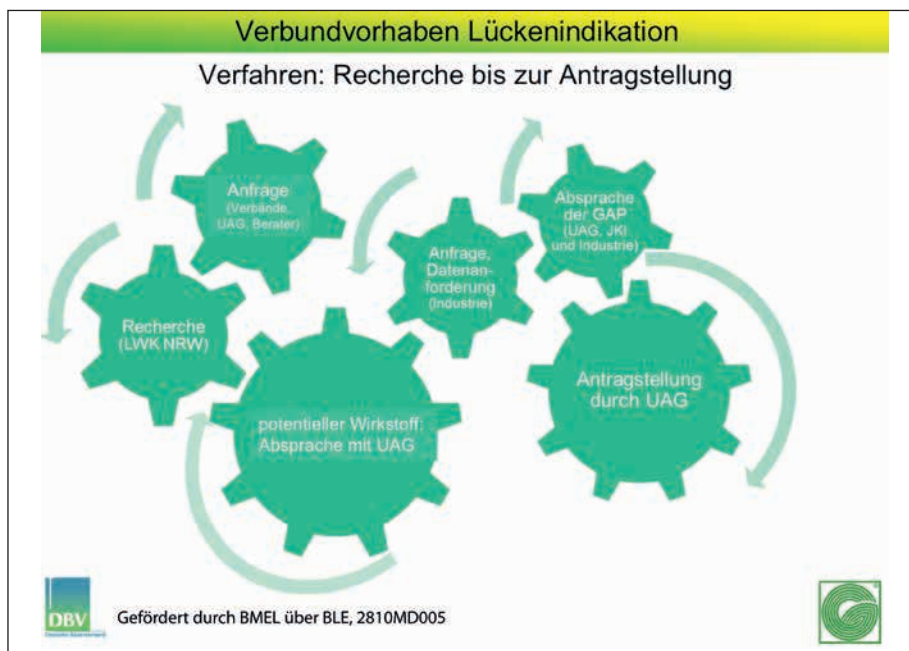 Verbundvorhaben Lückenindikation
Verfahren: Recherche bis zur Antragstellung
Anfrage
(Verbände,
UAG, Berater)
Recherche
(LWK NRW)
potentieller Wirkstoff:
Absprache mit UAG
Anfrage,
Datenan-
forderung
(Industrie)
Absprache
der GAP
(UAG, JKI
und Industrie)
Antragstellung
durch UAG
DBV
Deutscher Bauernverband
Gefördert durch BMEL über BLE, 2810MD005
®